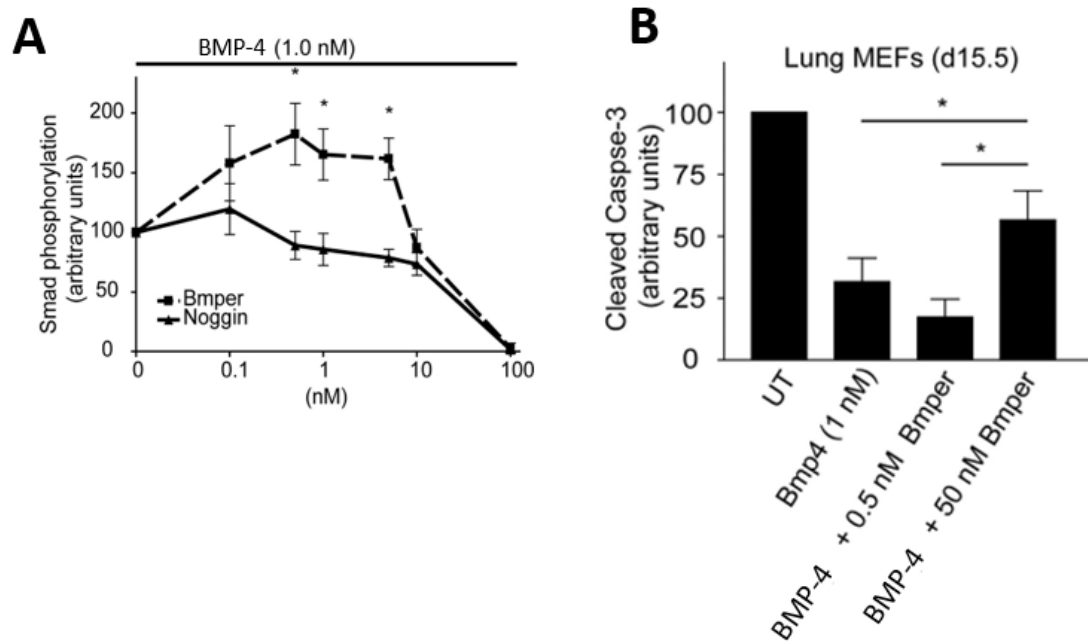 A
BMP-4 (1.0 nM)
*
*
*
Smad phosphorylation
(arbitrary units)
200
150
100
50
0
Bmper
Noggin
0
0.1
1
10
100
(nM)
B
Lung MEFs (d15.5)
*
*
Cleaved Caspse-3
(arbitrary units)
100
75
50
25
0
UT
Bmp4 (1 nM)
BMP-4 + 0.5 nM Bmper
BMP-4 + 50 nM Bmper